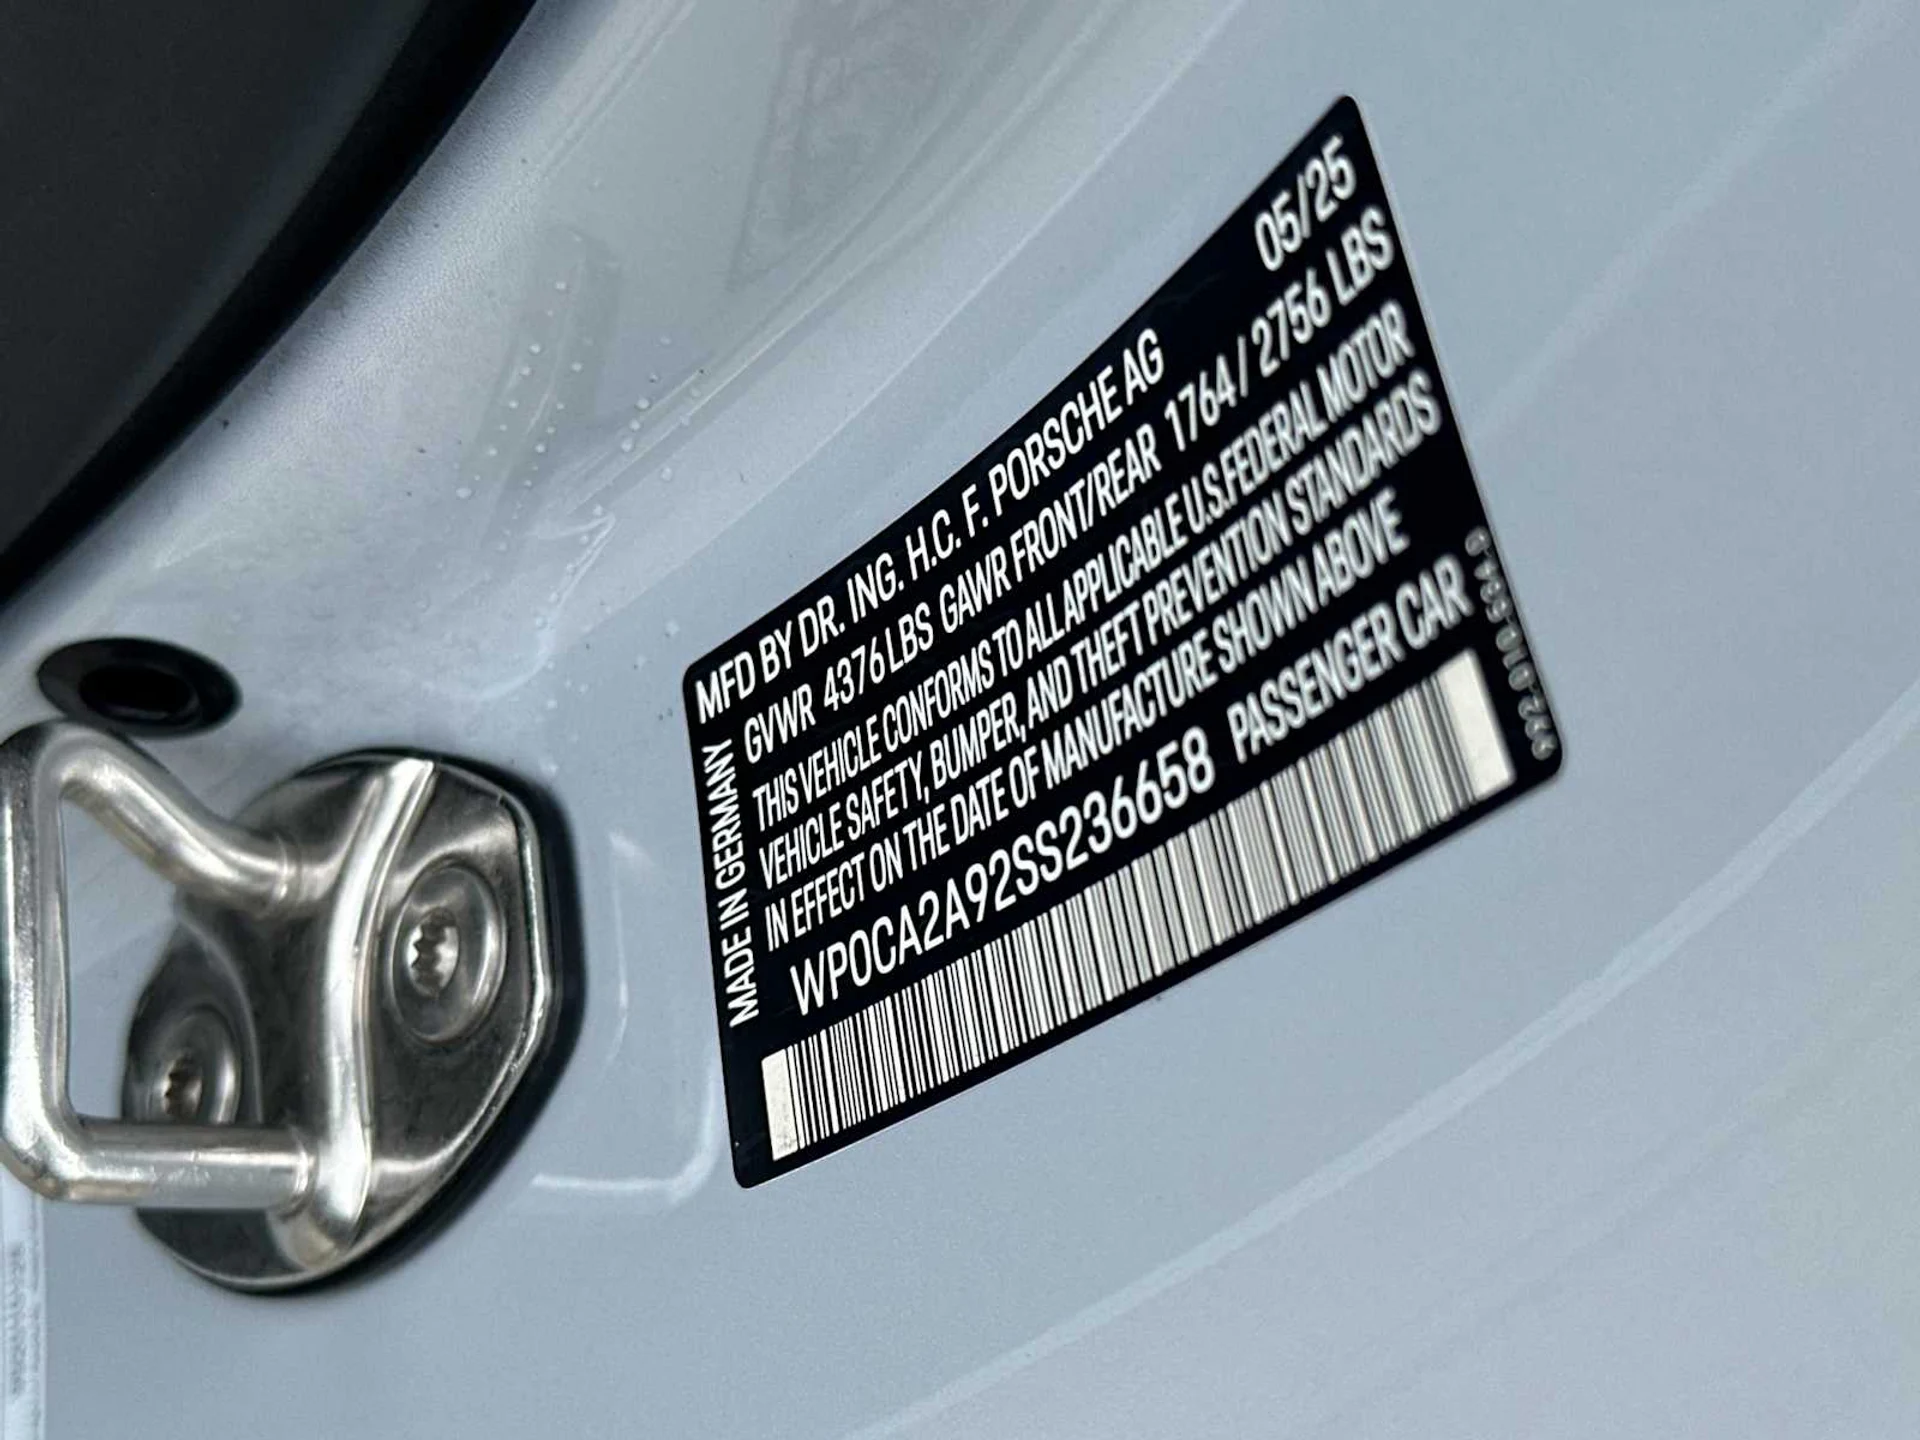 MFD BY DR. ING. H.C. F. PORSCHE AG 05/25
GVWR 4376 LBS GAWR FRONT/REAR 1764 / 2756 LBS
THIS VEHICLE CONFORMS TO ALL APPLICABLE U.S.FEDERAL MOTOR
VEHICLE SAFETY, BUMPER, AND THEFT PREVENTION STANDARDS
IN EFFECT ON THE DATE OF MANUFACTURE SHOWN ABOVE
WP0CA2A92SS236658 PASSENGER CAR
MADE IN GERMANY